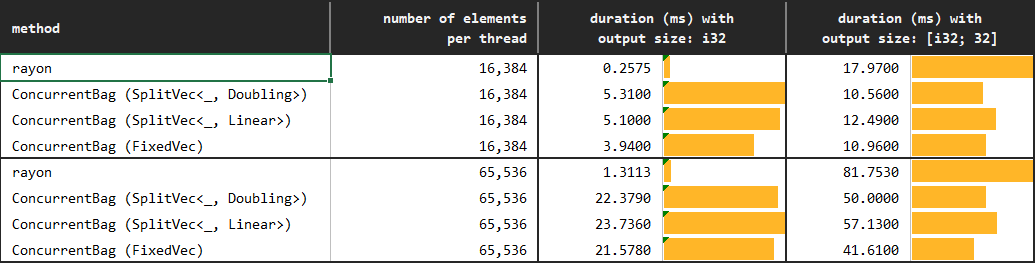 method number of elements per thread duration (ms) with output size: i32 duration (ms) with output size: [i32; 32]
rayon 16,384 0.2575 17.9700
ConcurrentBag (SplitVec<_, Doubling>) 16,384 5.3100 10.5600
ConcurrentBag (SplitVec<_, Linear>) 16,384 5.1000 12.4900
ConcurrentBag (FixedVec) 16,384 3.9400 10.9600
rayon 65,536 1.3113 81.7530
ConcurrentBag (SplitVec<_, Doubling>) 65,536 22.3790 50.0000
ConcurrentBag (SplitVec<_, Linear>) 65,536 23.7360 57.1300
ConcurrentBag (FixedVec) 65,536 21.5780 41.6100